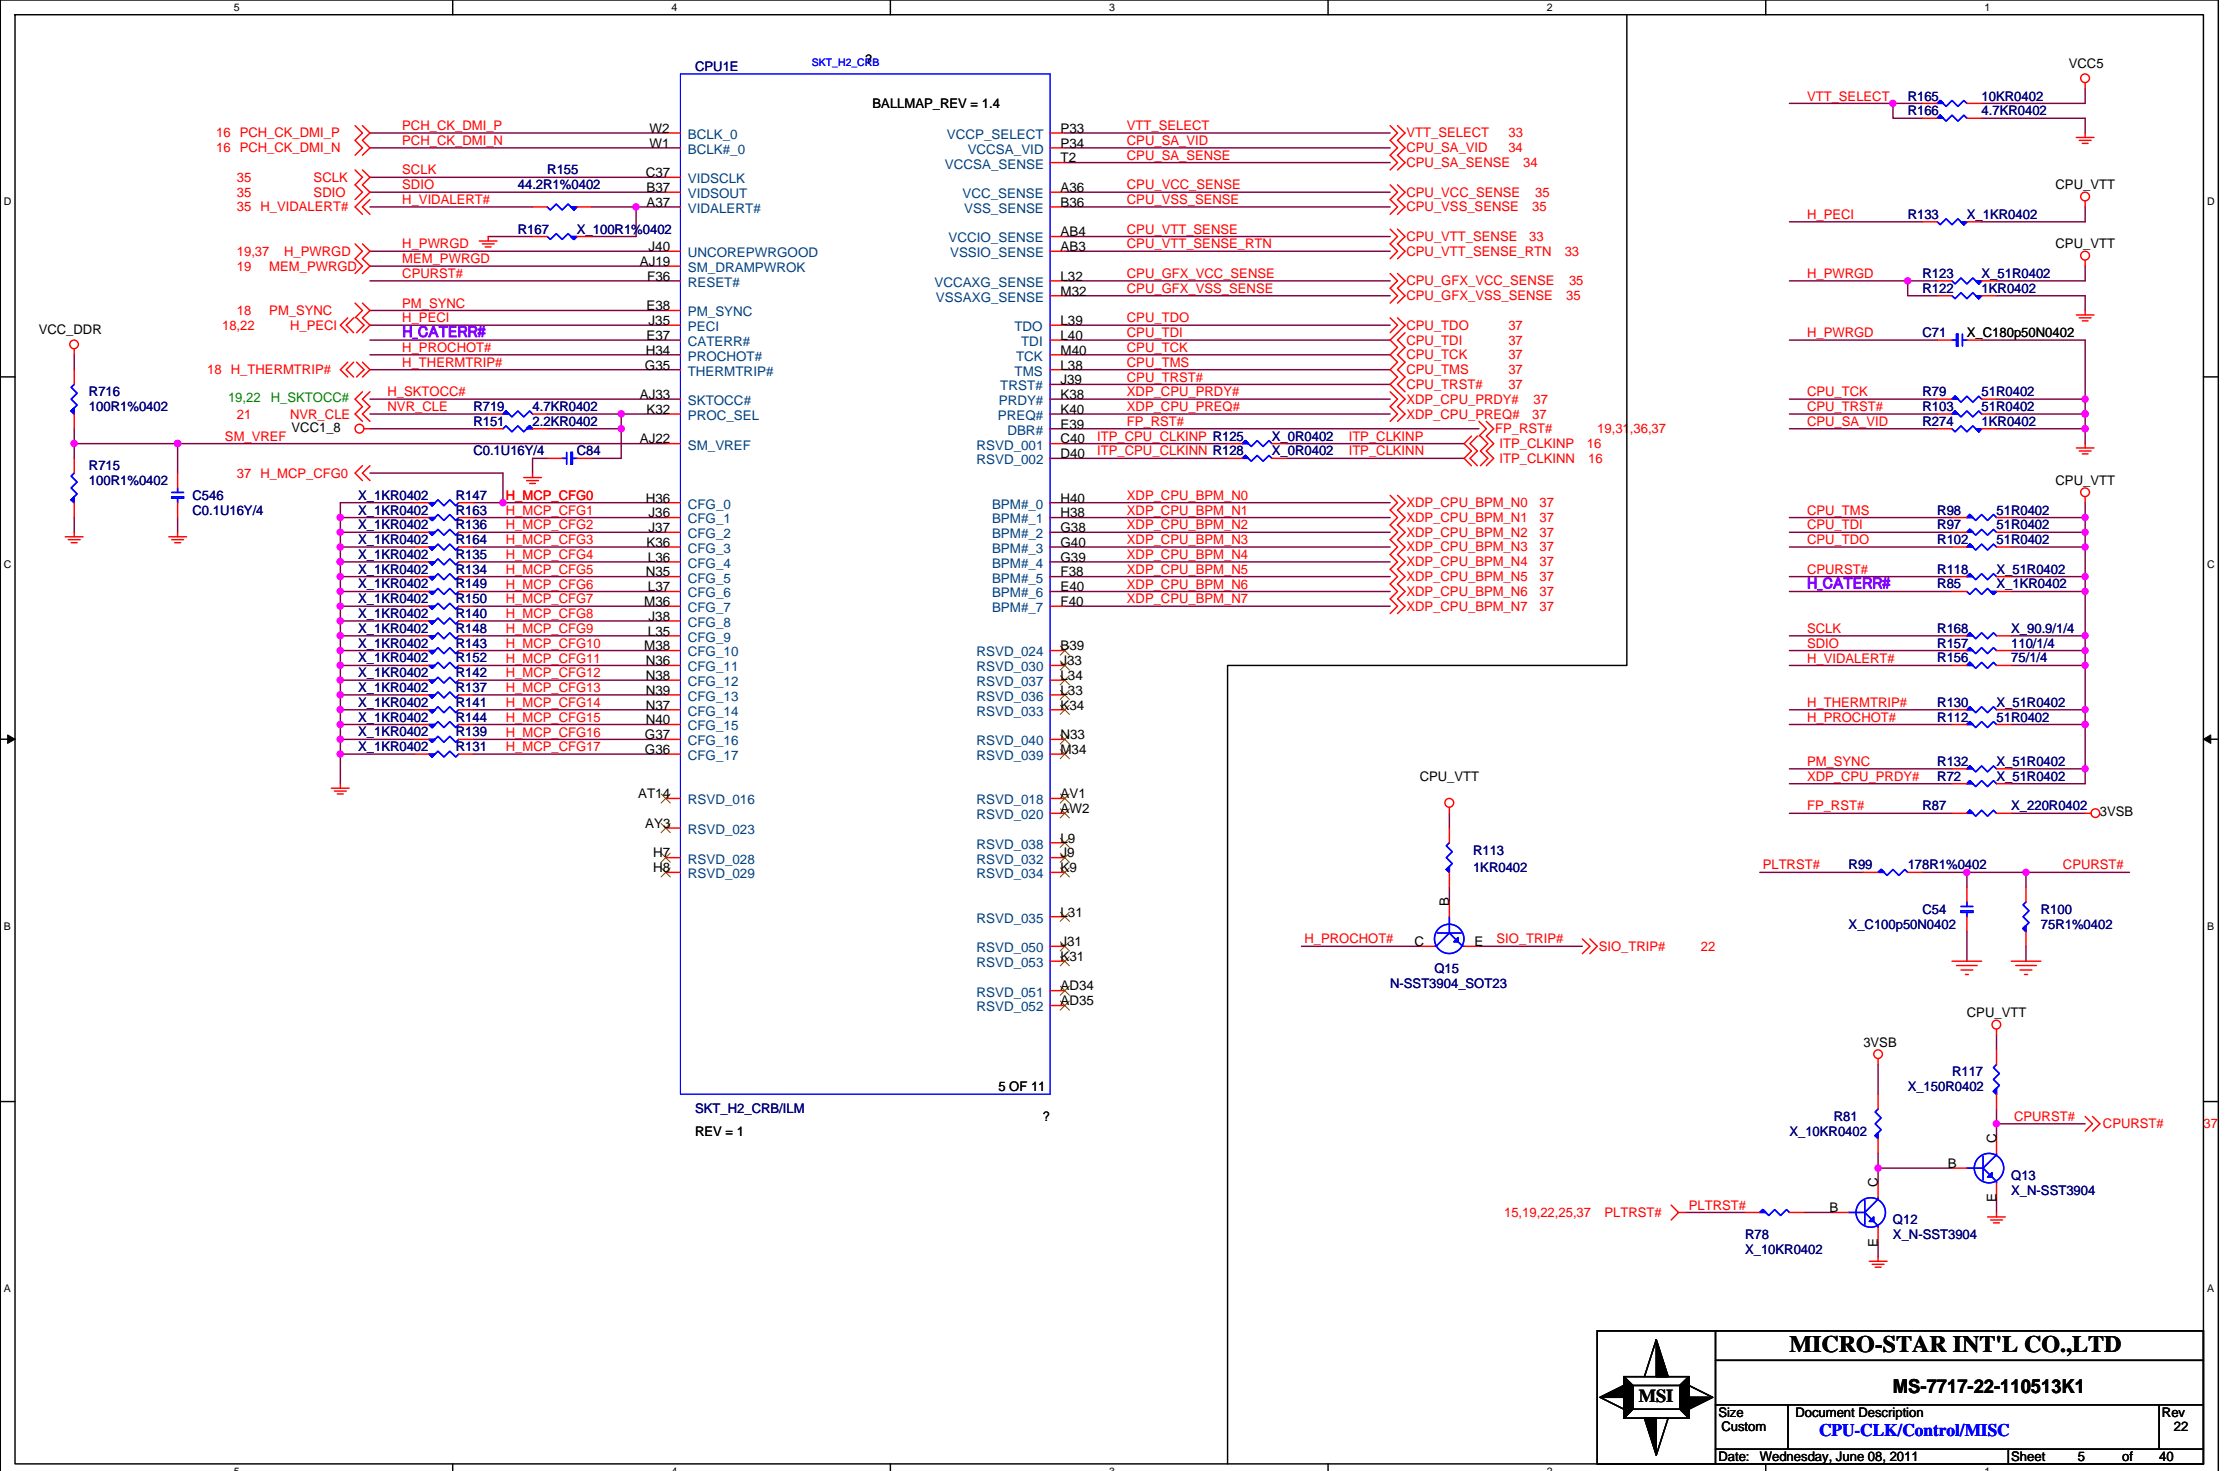 5 4 3 2 1
CPU1E SKT_H2_CRB ?
BALLMAP_REV = 1.4
16 PCH_CK_DMI_P PCH_CK_DMI_P W2 BCLK_0
16 PCH_CK_DMI_N PCH_CK_DMI_N W1 BCLK#_0
35 SCLK SCLK R155 C37 VIDSCLK
35 SDIO SDIO 44.2R1%0402 B37 VIDSOUT
35 H_VIDALERT# H_VIDALERT# A37 VIDALERT#
R167 X_100R1%0402
19,37 H_PWRGD H_PWRGD J40 UNCOREPWRGOOD
19 MEM_PWRGD MEM_PWRGD AJ19 SM_DRAMPWROK
CPURST# F36 RESET#
18 PM_SYNC PM_SYNC E38 PM_SYNC
18,22 H_PECI H_PECI J35 PECI
H_CATERR# E37 CATERR#
H_PROCHOT# H34 PROCHOT#
18 H_THERMTRIP# H_THERMTRIP# G35 THERMTRIP#
19,22 H_SKTOCC# H_SKTOCC# AJ33 SKTOCC#
21 NVR_CLE NVR_CLE R719 4.7KR0402 K32 PROC_SEL
VCC1_8 R151 2.2KR0402
SM_VREF AJ22 SM_VREF
C0.1U16Y/4 C84
37 H_MCP_CFG0
VCC_DDR
R716
100R1%0402
R715
100R1%0402
C546
C0.1U16Y/4
X_1KR0402 R147 H_MCP_CFG0 H36 CFG_0
X_1KR0402 R163 H_MCP_CFG1 J36 CFG_1
X_1KR0402 R136 H_MCP_CFG2 J37 CFG_2
X_1KR0402 R164 H_MCP_CFG3 K36 CFG_3
X_1KR0402 R135 H_MCP_CFG4 L36 CFG_4
X_1KR0402 R134 H_MCP_CFG5 N35 CFG_5
X_1KR0402 R149 H_MCP_CFG6 L37 CFG_6
X_1KR0402 R150 H_MCP_CFG7 M36 CFG_7
X_1KR0402 R140 H_MCP_CFG8 J38 CFG_8
X_1KR0402 R148 H_MCP_CFG9 L35 CFG_9
X_1KR0402 R143 H_MCP_CFG10 M38 CFG_10
X_1KR0402 R152 H_MCP_CFG11 N36 CFG_11
X_1KR0402 R142 H_MCP_CFG12 N38 CFG_12
X_1KR0402 R137 H_MCP_CFG13 N39 CFG_13
X_1KR0402 R141 H_MCP_CFG14 N37 CFG_14
X_1KR0402 R144 H_MCP_CFG15 N40 CFG_15
X_1KR0402 R139 H_MCP_CFG16 G37 CFG_16
X_1KR0402 R131 H_MCP_CFG17 G36 CFG_17
AT14 RSVD_016
AY3 RSVD_023
H7 RSVD_028
H8 RSVD_029
VCCP_SELECT P33 VTT_SELECT VTT_SELECT 33
VCCSA_VID P34 CPU_SA_VID CPU_SA_VID 34
VCCSA_SENSE T2 CPU_SA_SENSE CPU_SA_SENSE 34
VCC_SENSE A36 CPU_VCC_SENSE CPU_VCC_SENSE 35
VSS_SENSE B36 CPU_VSS_SENSE CPU_VSS_SENSE 35
VCCIO_SENSE AB4 CPU_VTT_SENSE CPU_VTT_SENSE 33
VSSIO_SENSE AB3 CPU_VTT_SENSE_RTN CPU_VTT_SENSE_RTN 33
VCCAXG_SENSE L32 CPU_GFX_VCC_SENSE CPU_GFX_VCC_SENSE 35
VSSAXG_SENSE M32 CPU_GFX_VSS_SENSE CPU_GFX_VSS_SENSE 35
TDO L39 CPU_TDO CPU_TDO 37
TDI L40 CPU_TDI CPU_TDI 37
TCK M40 CPU_TCK CPU_TCK 37
TMS L38 CPU_TMS CPU_TMS 37
TRST# J39 CPU_TRST# CPU_TRST# 37
PRDY# K38 XDP_CPU_PRDY# XDP_CPU_PRDY# 37
PREQ# K40 XDP_CPU_PREQ# XDP_CPU_PREQ# 37
DBR# E39 FP_RST# FP_RST# 19,31,36,37
RSVD_001 C40 ITP_CPU_CLKINP R125 X_0R0402 ITP_CLKINP ITP_CLKINP 16
RSVD_002 D40 ITP_CPU_CLKINN R128 X_0R0402 ITP_CLKINN ITP_CLKINN 16
BPM#_0 H40 XDP_CPU_BPM_N0 XDP_CPU_BPM_N0 37
BPM#_1 H38 XDP_CPU_BPM_N1 XDP_CPU_BPM_N1 37
BPM#_2 G38 XDP_CPU_BPM_N2 XDP_CPU_BPM_N2 37
BPM#_3 G40 XDP_CPU_BPM_N3 XDP_CPU_BPM_N3 37
BPM#_4 G39 XDP_CPU_BPM_N4 XDP_CPU_BPM_N4 37
BPM#_5 F38 XDP_CPU_BPM_N5 XDP_CPU_BPM_N5 37
BPM#_6 E40 XDP_CPU_BPM_N6 XDP_CPU_BPM_N6 37
BPM#_7 F40 XDP_CPU_BPM_N7 XDP_CPU_BPM_N7 37
RSVD_024 B39
RSVD_030 J33
RSVD_037 L34
RSVD_036 L33
RSVD_033 K34
RSVD_040 N33
RSVD_039 M34
RSVD_018 AV1
RSVD_020 AW2
RSVD_038 L9
RSVD_032 J9
RSVD_034 K9
RSVD_035 L31
RSVD_050 J31
RSVD_053 K31
RSVD_051 AD34
RSVD_052 AD35
5 OF 11
SKT_H2_CRB/ILM ?
REV = 1
VCC5
VTT_SELECT R165 10KR0402
R166 4.7KR0402
CPU_VTT
H_PECI R133 X_1KR0402
CPU_VTT
H_PWRGD R123 X_51R0402
R122 1KR0402
H_PWRGD C71 X_C180p50N0402
CPU_TCK R79 51R0402
CPU_TRST# R103 51R0402
CPU_SA_VID R274 1KR0402
CPU_VTT
CPU_TMS R98 51R0402
CPU_TDI R97 51R0402
CPU_TDO R102 51R0402
CPURST# R118 X_51R0402
H_CATERR# R85 X_1KR0402
SCLK R168 X_90.9/1/4
SDIO R157 110/1/4
H_VIDALERT# R156 75/1/4
H_THERMTRIP# R130 X_51R0402
H_PROCHOT# R112 51R0402
PM_SYNC R132 X_51R0402
XDP_CPU_PRDY# R72 X_51R0402
FP_RST# R87 X_220R0402 3VSB
PLTRST# R99 178R1%0402 CPURST#
C54
X_C100p50N0402
R100
75R1%0402
CPU_VTT
R113
1KR0402
B
H_PROCHOT# C E SIO_TRIP# SIO_TRIP# 22
Q15
N-SST3904_SOT23
CPU_VTT
3VSB
R117
X_150R0402
R81
X_10KR0402
CPURST# CPURST# 37
C
B
Q13
X_N-SST3904
E
C
15,19,22,25,37 PLTRST# PLTRST# B
R78
X_10KR0402
Q12
X_N-SST3904
E
D D
C C
B B
A A
MSI
MICRO-STAR INT'L CO.,LTD
MS-7717-22-110513K1
Size
Custom
Document Description
CPU-CLK/Control/MISC
Rev
22
Date: Wednesday, June 08, 2011 Sheet 5 of 40
5 4 3 2 1